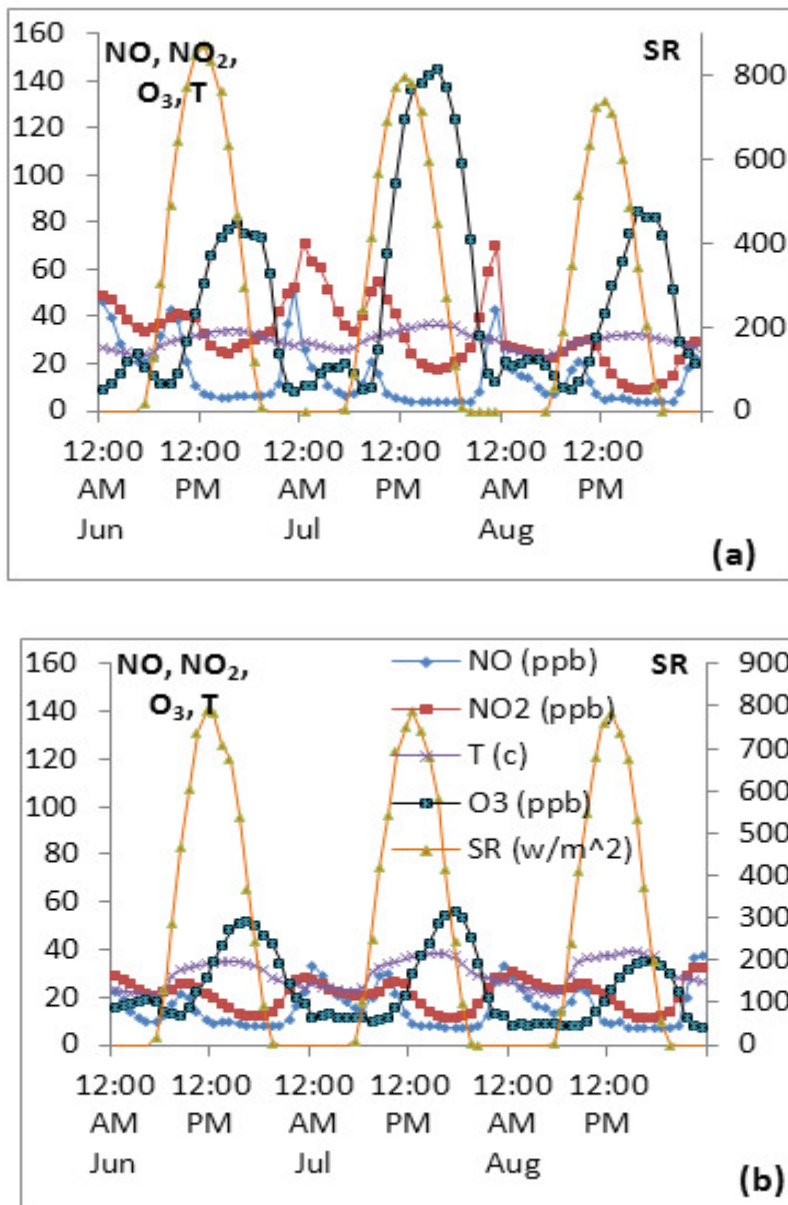 NO, NO₂,
O₃, T
SR
160
140
120
100
80
60
40
20
0
800
600
400
200
0
12:00 12:00 12:00 12:00 12:00 12:00
AM PM AM PM AM PM
Jun Jul Aug
(a)
NO, NO₂,
O₃, T
SR
NO (ppb)
NO2 (ppb)
T (c)
O3 (ppb)
SR (w/m^2)
160
140
120
100
80
60
40
20
0
900
800
700
600
500
400
300
200
100
0
12:00 12:00 12:00 12:00 12:00 12:00
AM PM AM PM AM PM
Jun Jul Aug
(b)